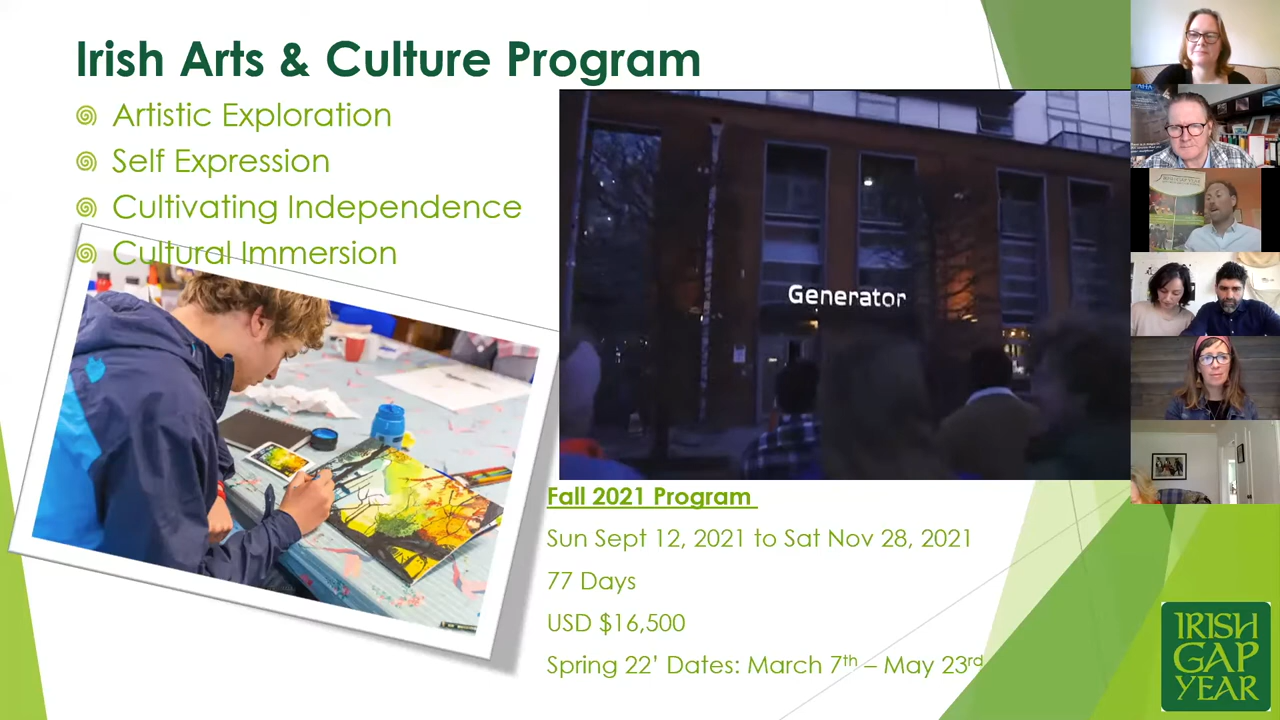 Irish Arts & Culture Program
Artistic Exploration
Self Expression
Cultivating Independence
Cultural Immersion
Generator
Fall 2021 Program
Sun Sept 12, 2021 to Sat Nov 28, 2021
77 Days
USD $16,500
Spring 22’ Dates: March 7th – May 23rd
IRISH
GAP
YEAR